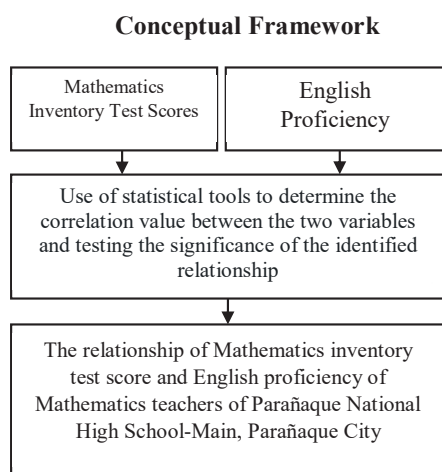 Conceptual Framework
Mathematics
Inventory Test Scores
English
Proficiency
Use of statistical tools to determine the
correlation value between the two variables
and testing the significance of the identified
relationship
The relationship of Mathematics inventory
test score and English proficiency of
Mathematics teachers of Parañaque National
High School-Main, Parañaque City